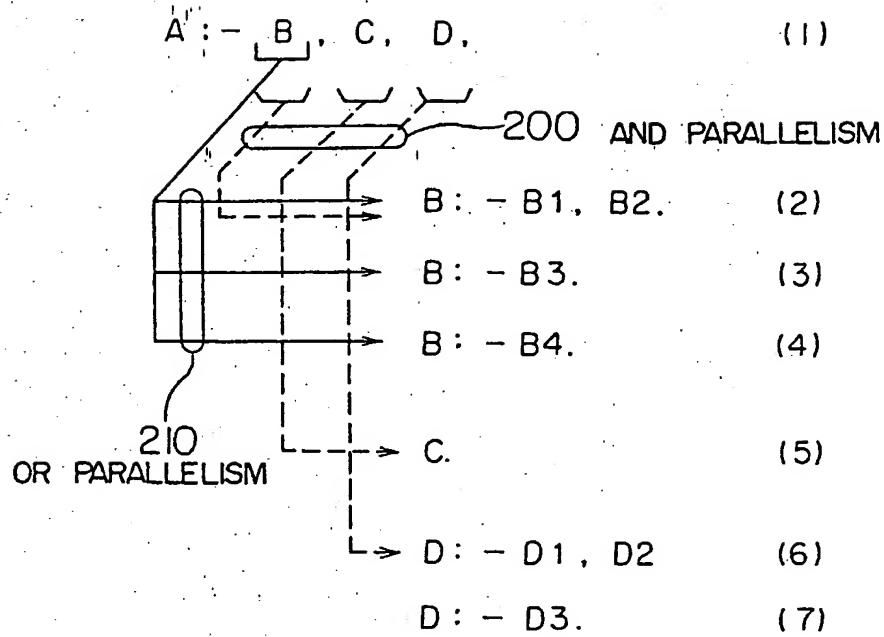 A :- B, C, D, (1)
200 AND PARALLELISM
B : - B1, B2. (2)
B : - B3. (3)
B : - B4. (4)
210
OR PARALLELISM
C. (5)
D : - D1, D2 (6)
D : - D3. (7)